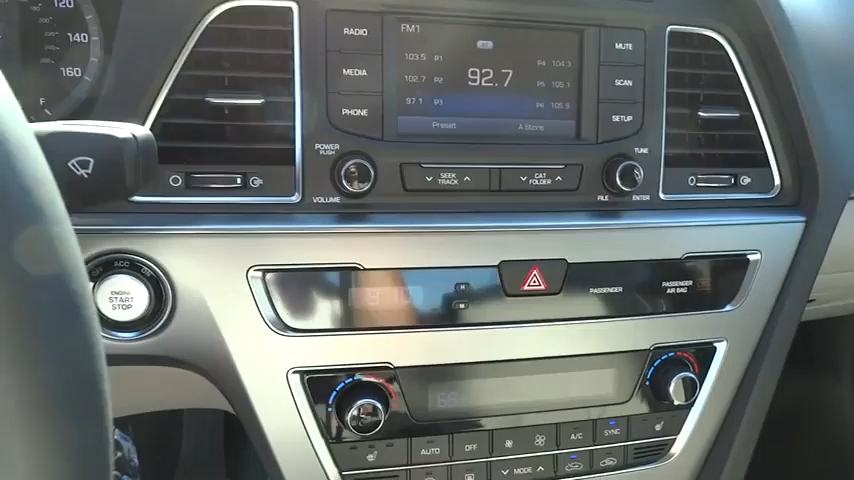 120
140
160
F
FM1
103.5 P1
102.7 P2
97.1 P3
92.7
P4 104.3
P5 105.1
P6 105.9
Preset
A.Store
RADIO
MEDIA
PHONE
MUTE
SCAN
SETUP
POWER
PUSH
VOLUME
SEEK
TRACK
CAT
FOLDER
TUNE
FILE
ENTER
ACC
ON
ENGINE
START
STOP
PASSENGER
PASSENGER
AIR BAG
AUTO
OFF
A/C
SYNC
MODE